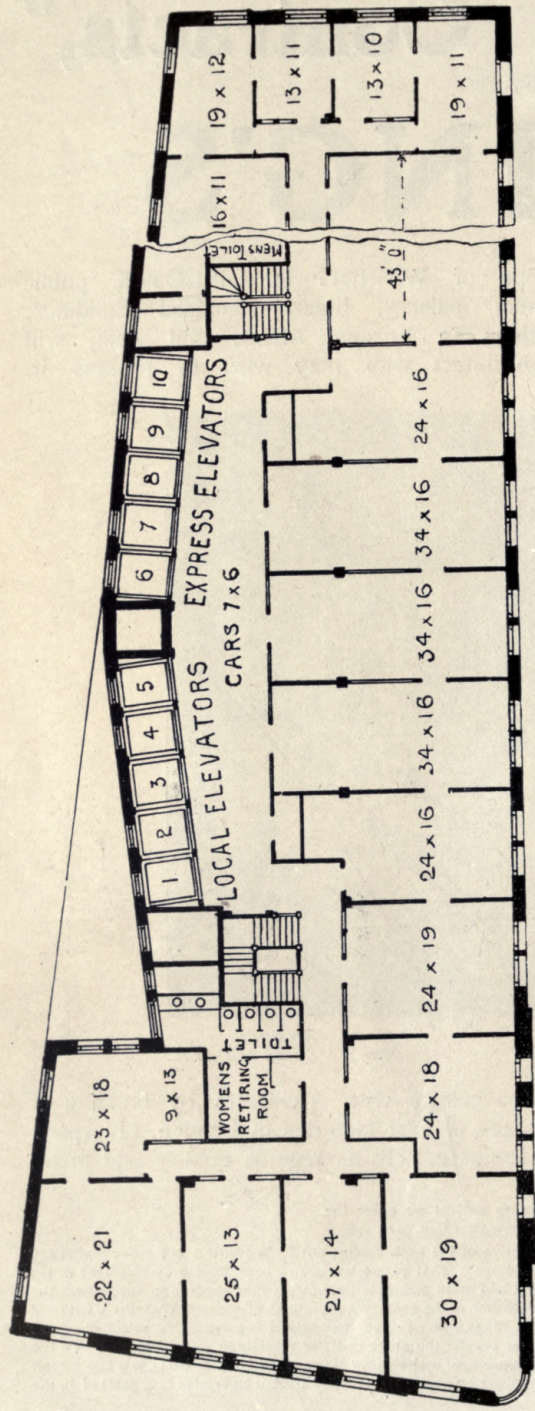 19 x 12
13 x 11
13 x 10
19 x 11
16 x 11
MENS TOILET
43'0"
10
9
8
7
6
5
4
3
2
1
EXPRESS ELEVATORS
LOCAL ELEVATORS
CARS 7 x 6
24 x 16
34 x 16
34 x 16
34 x 16
24 x 16
24 x 19
24 x 18
TOILET
WOMENS
RETIRING
ROOM
9 x 13
23 x 18
22 x 21
25 x 13
27 x 14
30 x 19